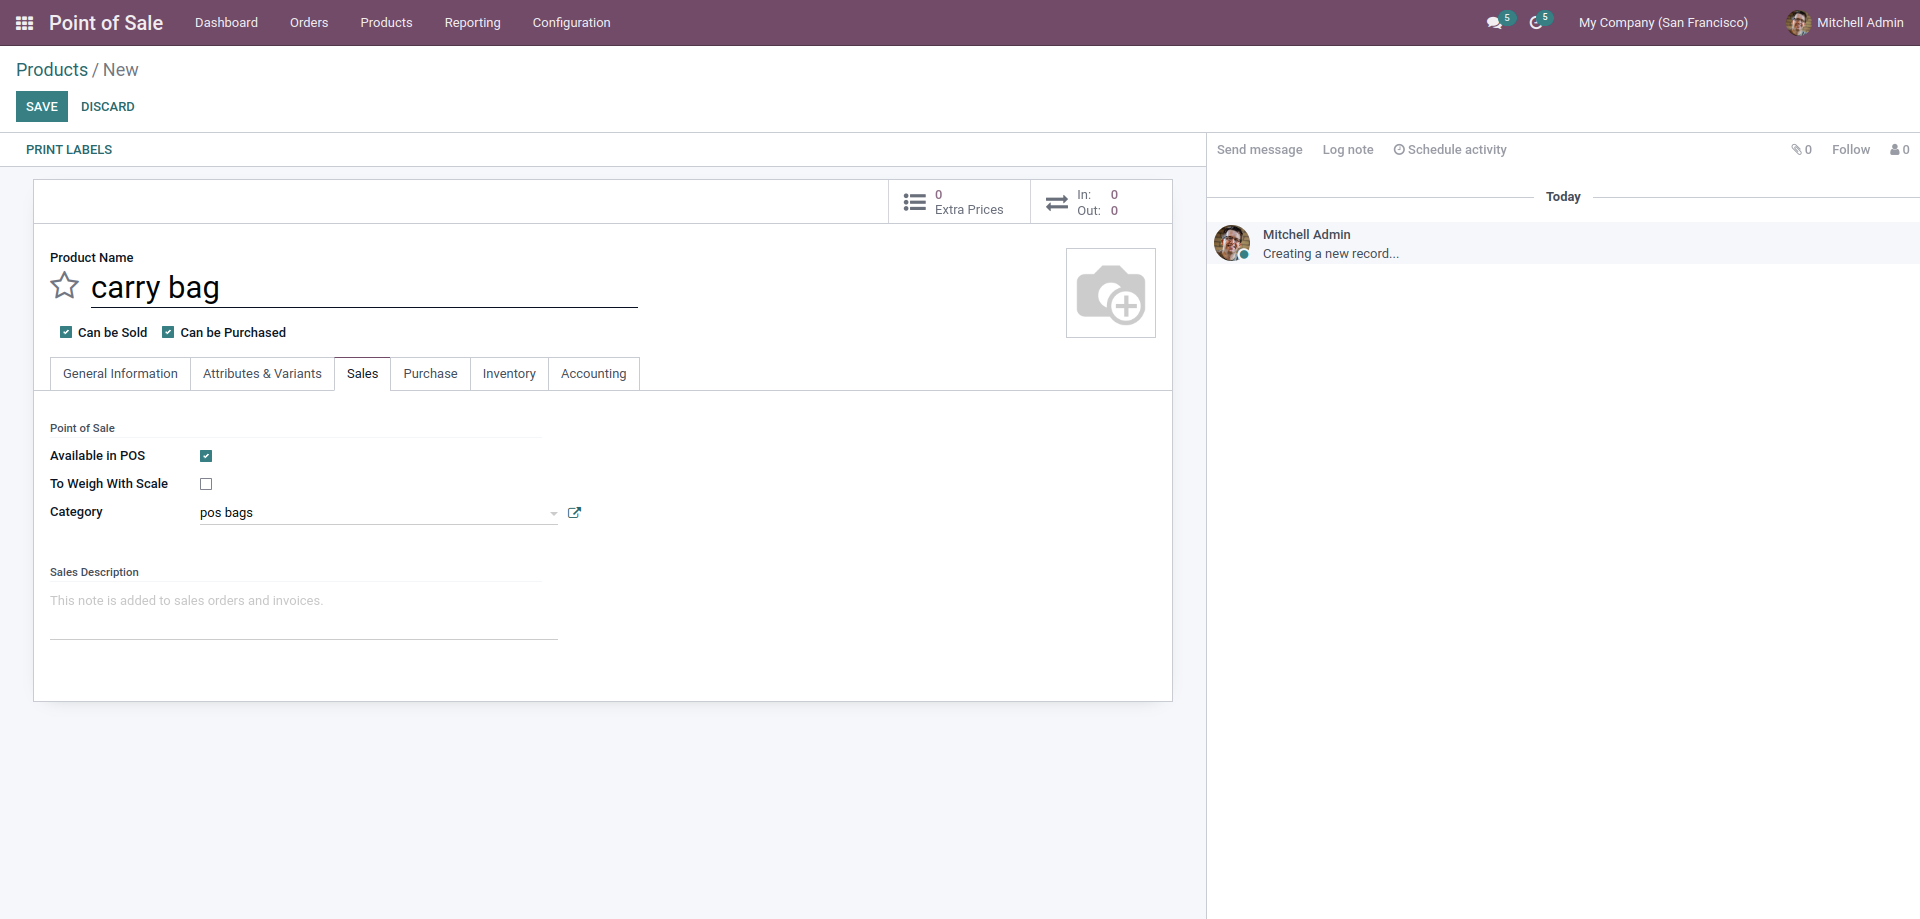 Point of Sale Dashboard Orders Products Reporting Configuration 5 5 My Company (San Francisco) Mitchell Admin
Products / New
SAVE DISCARD
PRINT LABELS
Send message Log note Schedule activity 0 Follow 0
0
Extra Prices
In: 0
Out: 0
Today
Mitchell Admin
Creating a new record...
Product Name
carry bag
Can be Sold Can be Purchased
General Information Attributes & Variants Sales Purchase Inventory Accounting
Point of Sale
Available in POS
To Weigh With Scale
Category pos bags
Sales Description
This note is added to sales orders and invoices.